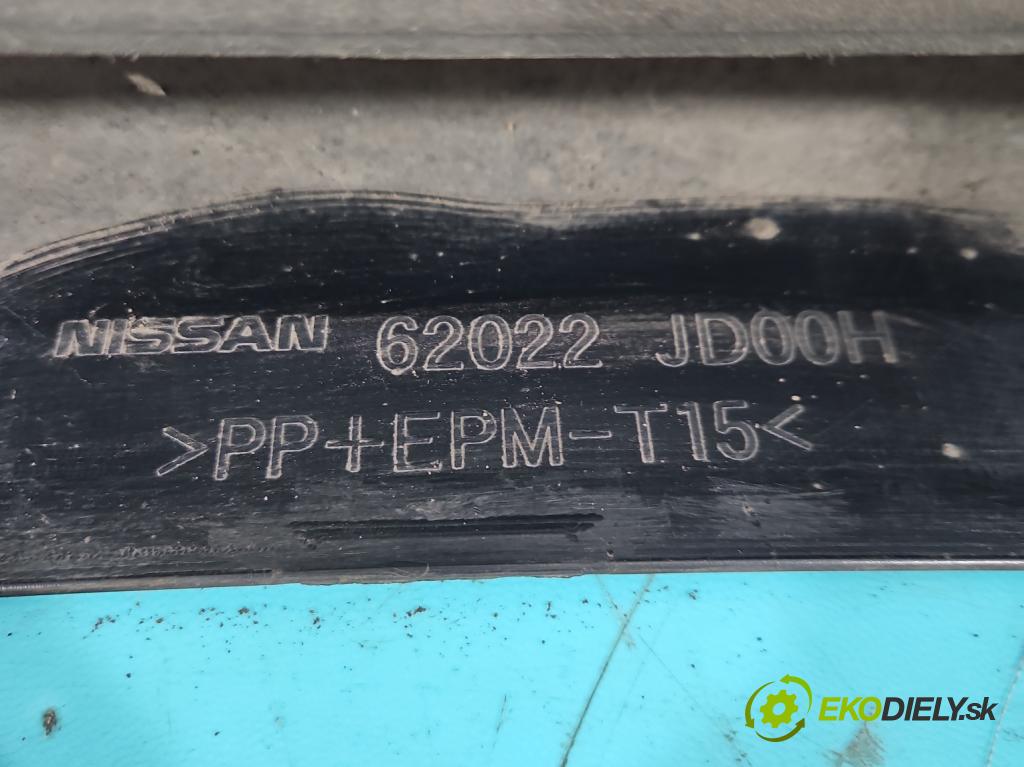 NISSAN 62022 JD00H
>PP+EPM-T15<
EKODIELY.sk